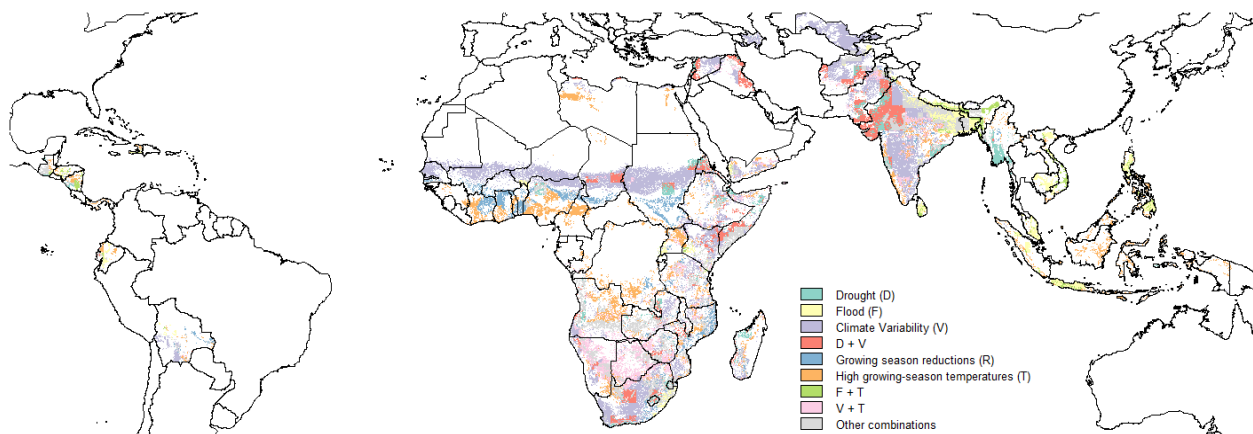 Drought (D)
Flood (F)
Climate Variability (V)
D + V
Growing season reductions (R)
High growing-season temperatures (T)
F + T
V + T
Other combinations